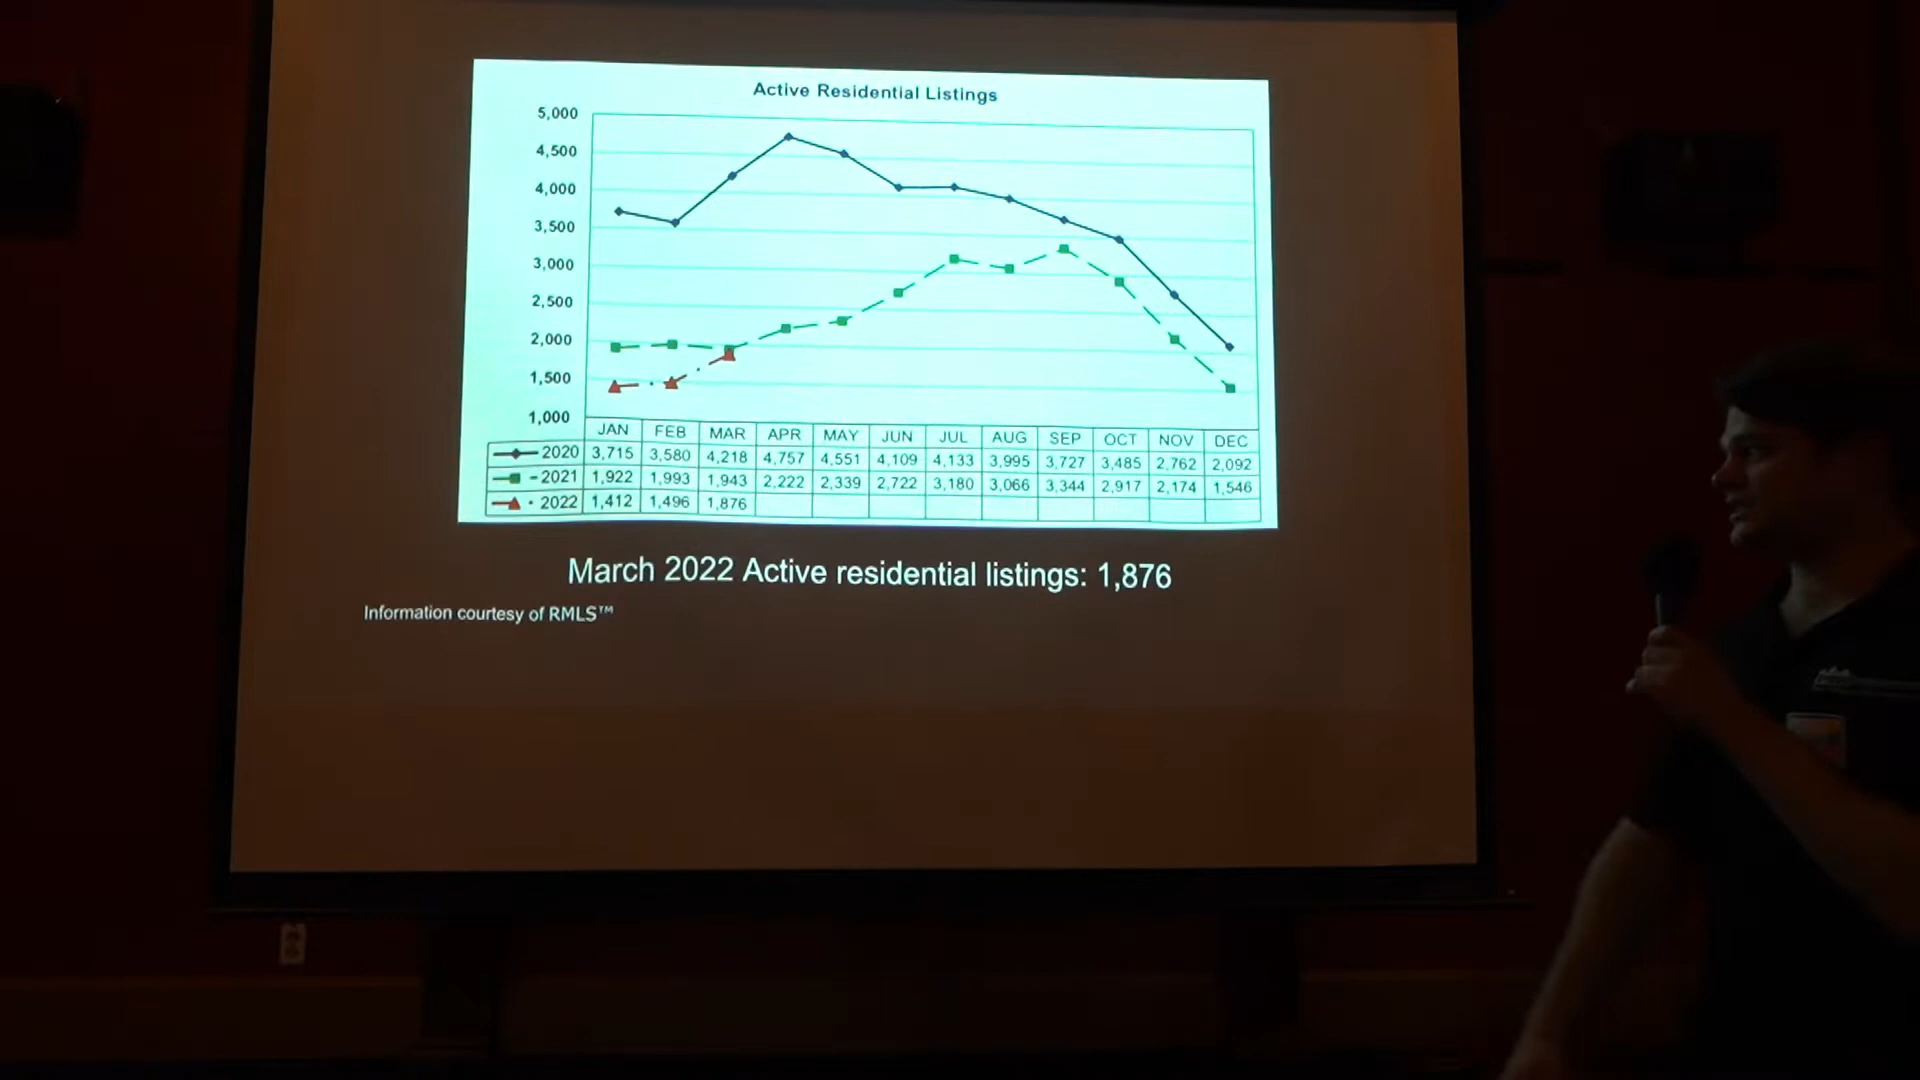 Active Residential Listings
5,000
4,500
4,000
3,500
3,000
2,500
2,000
1,500
1,000
JAN FEB MAR APR MAY JUN JUL AUG SEP OCT NOV DEC
2020 3,715 3,580 4,218 4,757 4,551 4,109 4,133 3,995 3,727 3,485 2,762 2,092
2021 1,922 1,993 1,943 2,222 2,339 2,722 3,180 3,066 3,344 2,917 2,174 1,546
2022 1,412 1,496 1,876
March 2022 Active residential listings: 1,876
Information courtesy of RMLS™